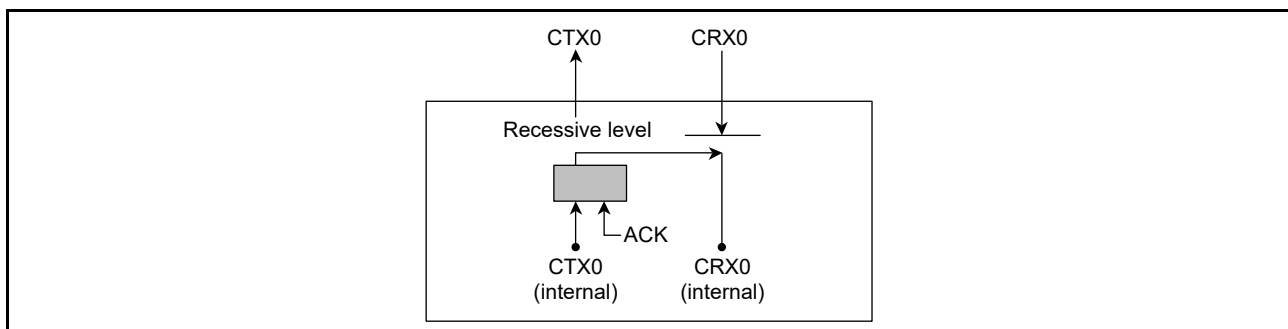 CTX0
CRX0
Recessive level
ACK
CTX0
(internal)
CRX0
(internal)